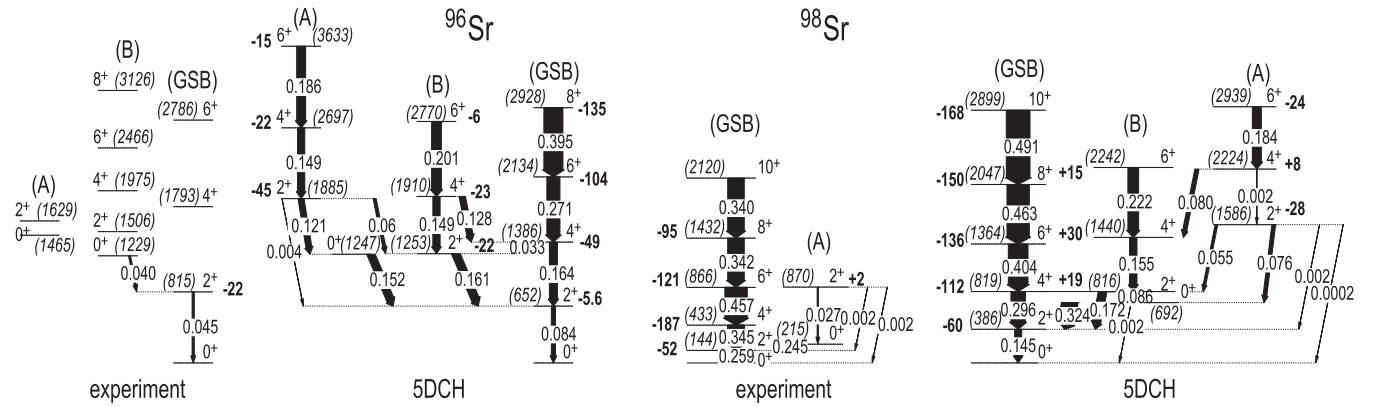 96Sr
98Sr
(A)
(B)
(GSB)
8+ (3126)
(2786) 6+
6+ (2466)
4+ (1975)
(1793) 4+
2+ (1629)
0+ (1465)
2+ (1506)
0+ (1229)
0.040
(815) 2+ -22
0.045
0+
experiment
(A)
-15 6+ (3633)
0.186
-22 4+ (2697)
0.149
-45 2+ (1885)
0.121
0.06
0.004
(B)
(2770) 6+ -6
0.201
(1910) 4+ -23
0.149
0.128
0+ (1247)
(1253) 2+ -22
0.152
0.161
(GSB)
(2928) 8+ -135
0.395
(2134) 6+ -104
0.271
(1386) 4+ -49
0.033
0.164
(652) 2+ -5.6
0.084
0+
5DCH
(GSB)
(2120) 10+
0.340
-95 (1432) 8+
0.342
-121 (866) 6+
0.457
-187 (433) 4+
0.345
-52 (144) 2+
0.259
0+
(A)
(870) 2+ +2
0.027
0.002
0.002
(215) 0+
0.245
experiment
(GSB)
-168 (2899) 10+
0.491
-150 (2047) 8+
0.463
-136 (1364) 6+
0.404
-112 (819) 4+
0.296
-60 (386) 2+
0.145
0+
0.324
0.172
(B)
+15 (2242) 6+
0.222
+30 (1440) 4+
0.155
+19 (816) 2+
0.086
0+
(692)
0.002
(A)
(2939) 6+ -24
0.184
(2224) 4+ +8
0.080
0.002
(1586) 2+ -28
0.055
0.076
0.002
0.0002
5DCH